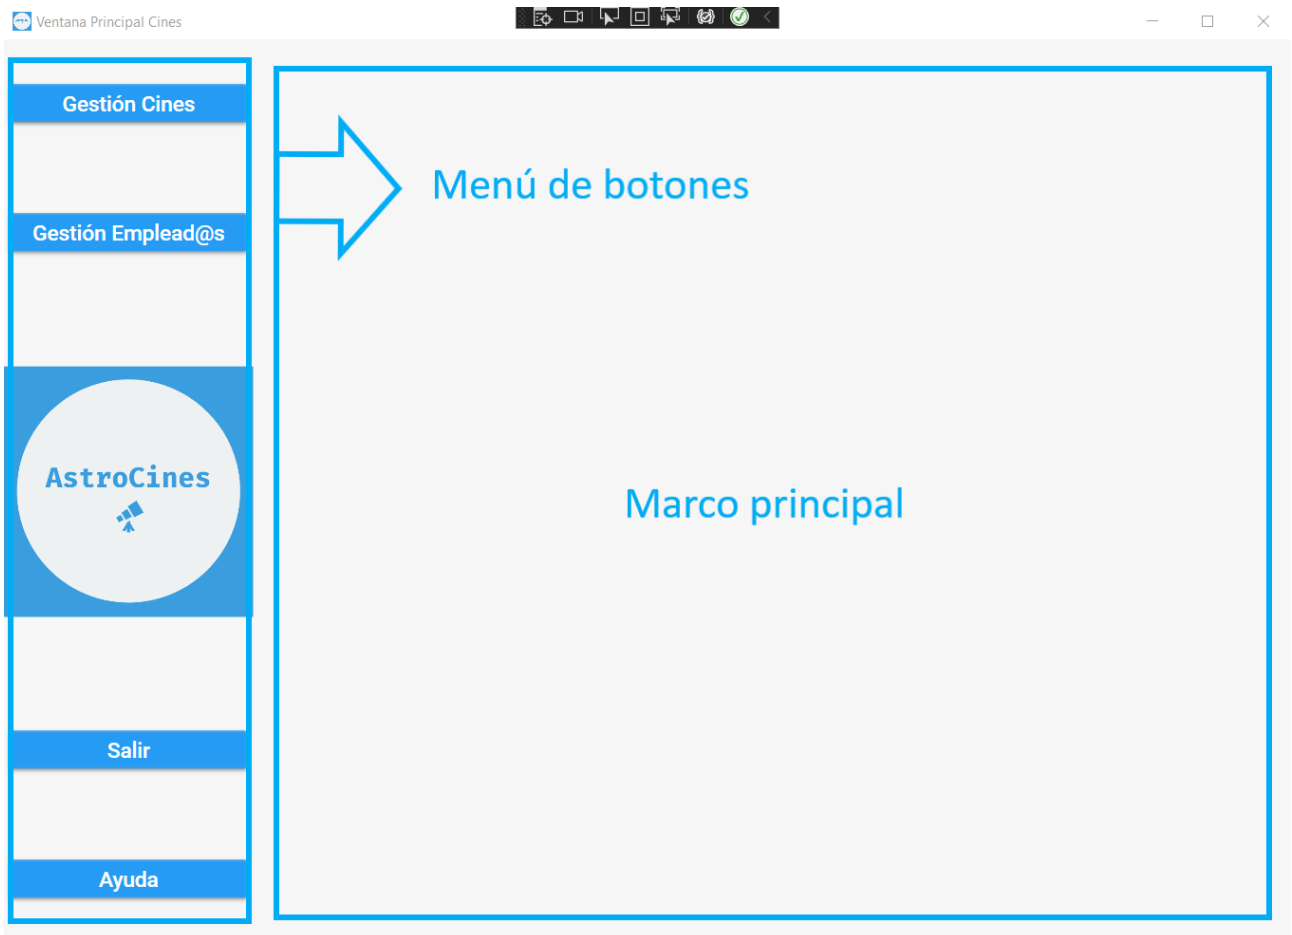 Ventana Principal Cines
Gestión Cines
Menú de botones
Gestión Emplead@s
AstroCines
Marco principal
Salir
Ayuda